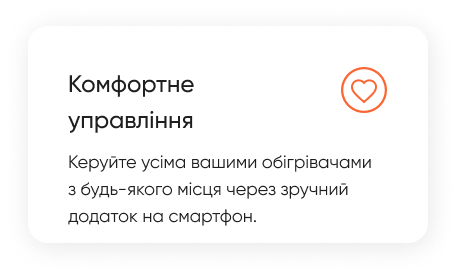 Комфортне
управління
Керуйте усіма вашими обігрівачами
з будь-якого місця через зручний
додаток на смартфон.